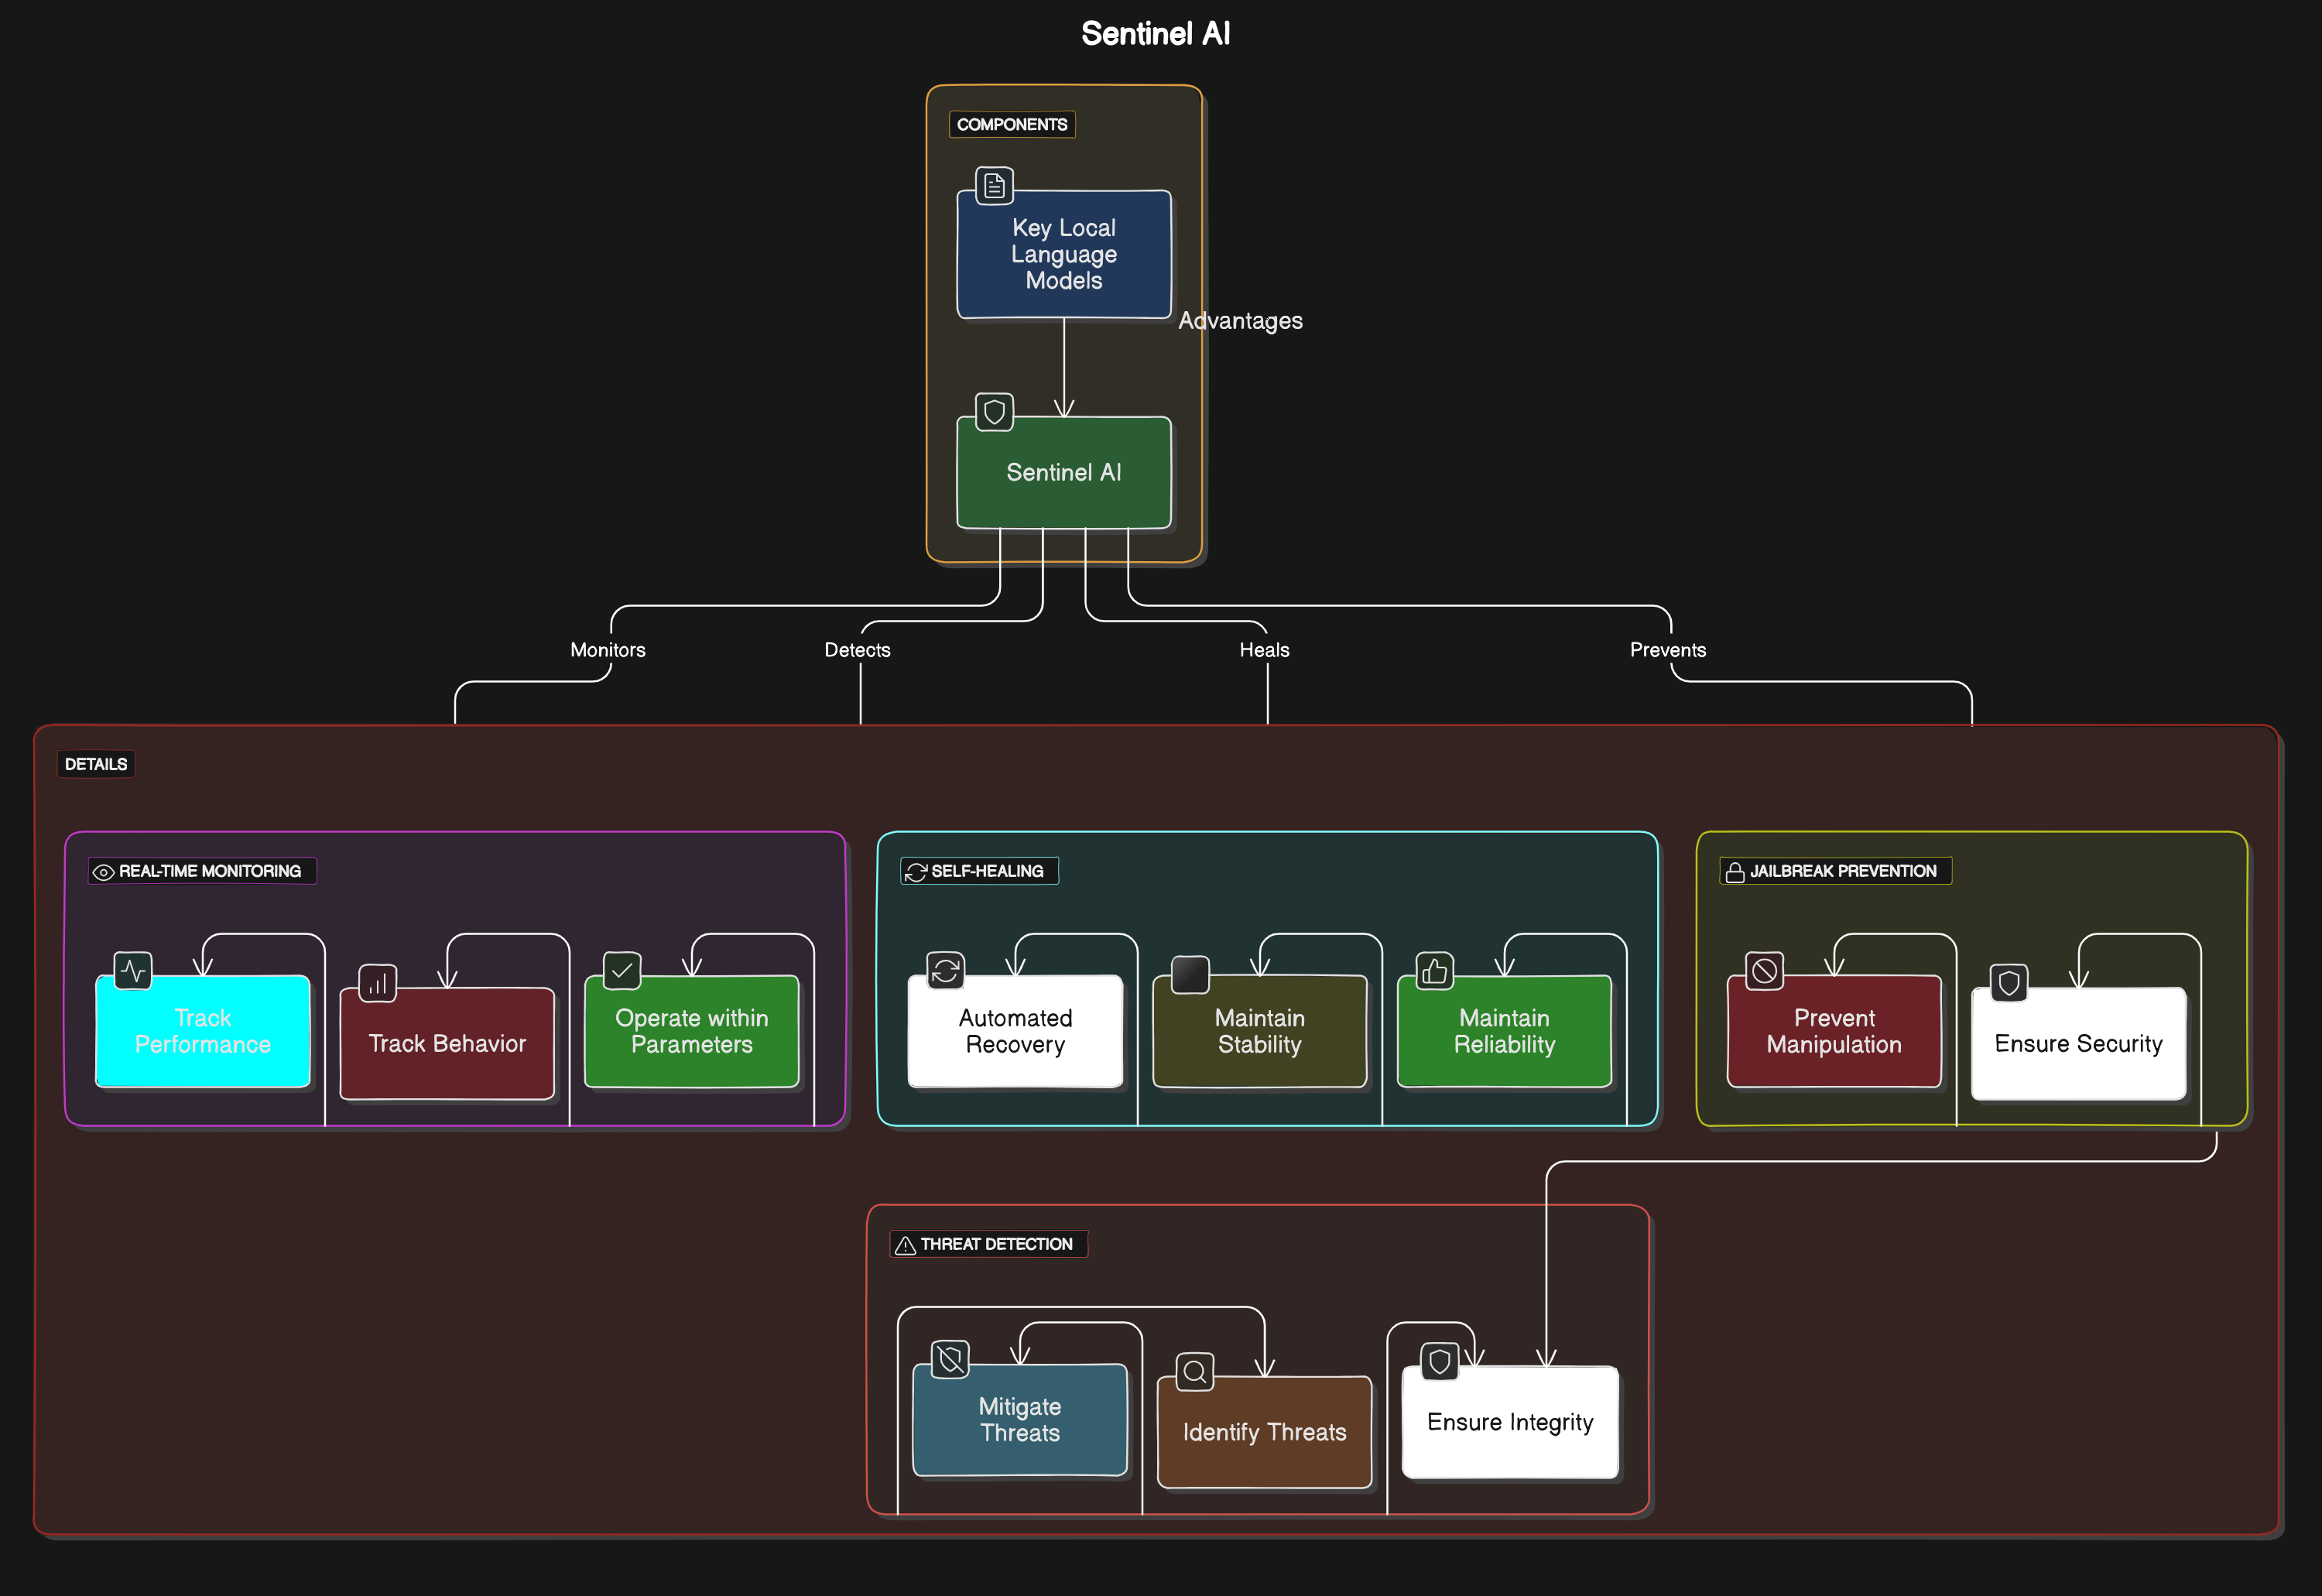 Sentinel AI
COMPONENTS
Key Local
Language
Models
Advantages
Sentinel AI
Monitors
Detects
Heals
Prevents
DETAILS
REAL-TIME MONITORING
Track
Performance
Track Behavior
Operate within
Parameters
SELF-HEALING
Automated
Recovery
Maintain
Stability
Maintain
Reliability
JAILBREAK PREVENTION
Prevent
Manipulation
Ensure Security
THREAT DETECTION
Mitigate
Threats
Identify Threats
Ensure Integrity